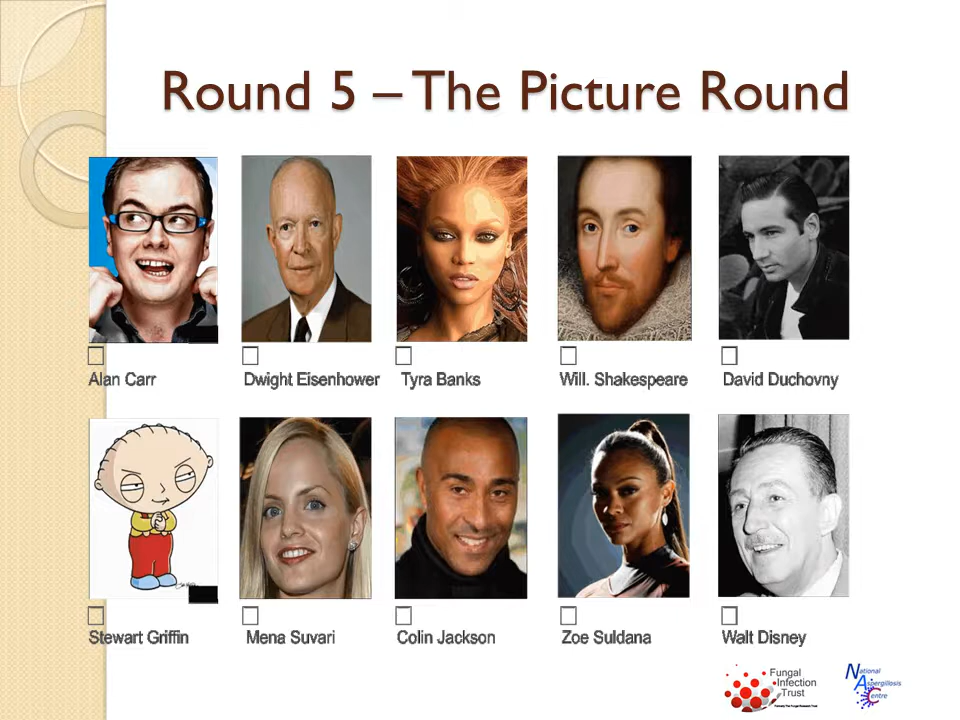 Round 5 – The Picture Round
Alan Carr
Dwight Eisenhower
Tyra Banks
Will. Shakespeare
David Duchovny
Stewart Griffin
Mena Suvari
Colin Jackson
Zoe Suldana
Walt Disney
Fungal
Infection
Trust
National
Aspergillosis
Centre